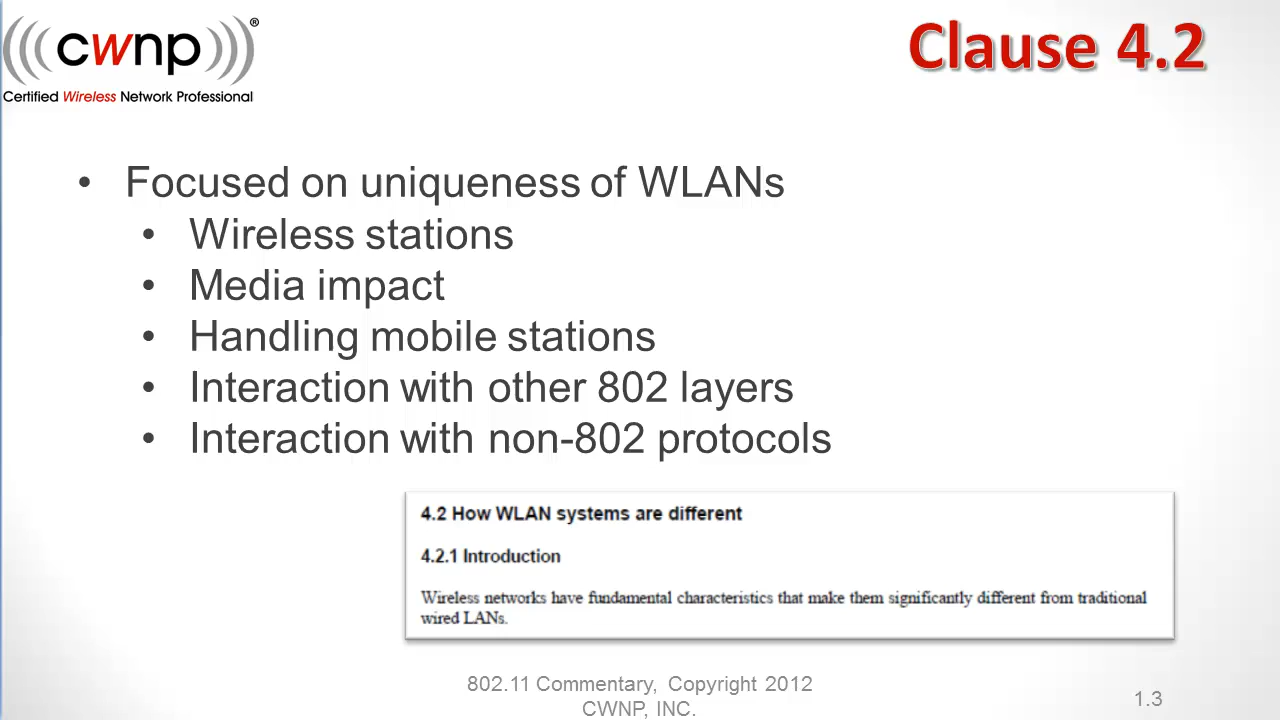 cwnp®
Certified Wireless Network Professional
Clause 4.2
• Focused on uniqueness of WLANs
• Wireless stations
• Media impact
• Handling mobile stations
• Interaction with other 802 layers
• Interaction with non-802 protocols
4.2 How WLAN systems are different
4.2.1 Introduction
Wireless networks have fundamental characteristics that make them significantly different from traditional
wired LANs.
802.11 Commentary, Copyright 2012
CWNP, INC.
1.3